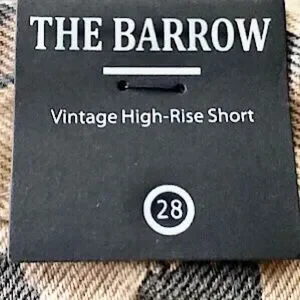 THE BARROW
Vintage High-Rise Short
28